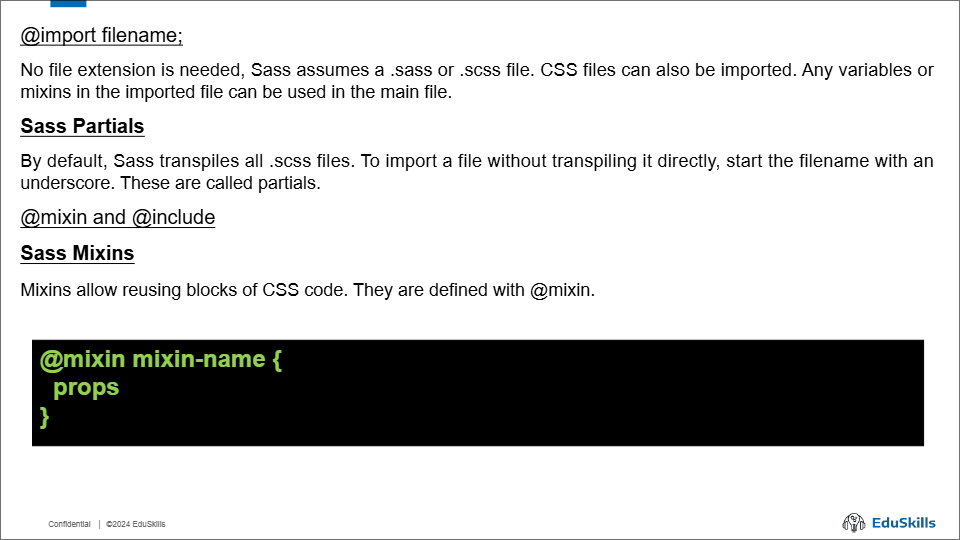 @import filename;
No file extension is needed, Sass assumes a .sass or .scss file. CSS files can also be imported. Any variables or
mixins in the imported file can be used in the main file.
Sass Partials
By default, Sass transpiles all .scss files. To import a file without transpiling it directly, start the filename with an
underscore. These are called partials.
@mixin and @include
Sass Mixins
Mixins allow reusing blocks of CSS code. They are defined with @mixin.
@mixin mixin-name {
  props
}
Confidential | ©2024 EduSkills
EduSkills